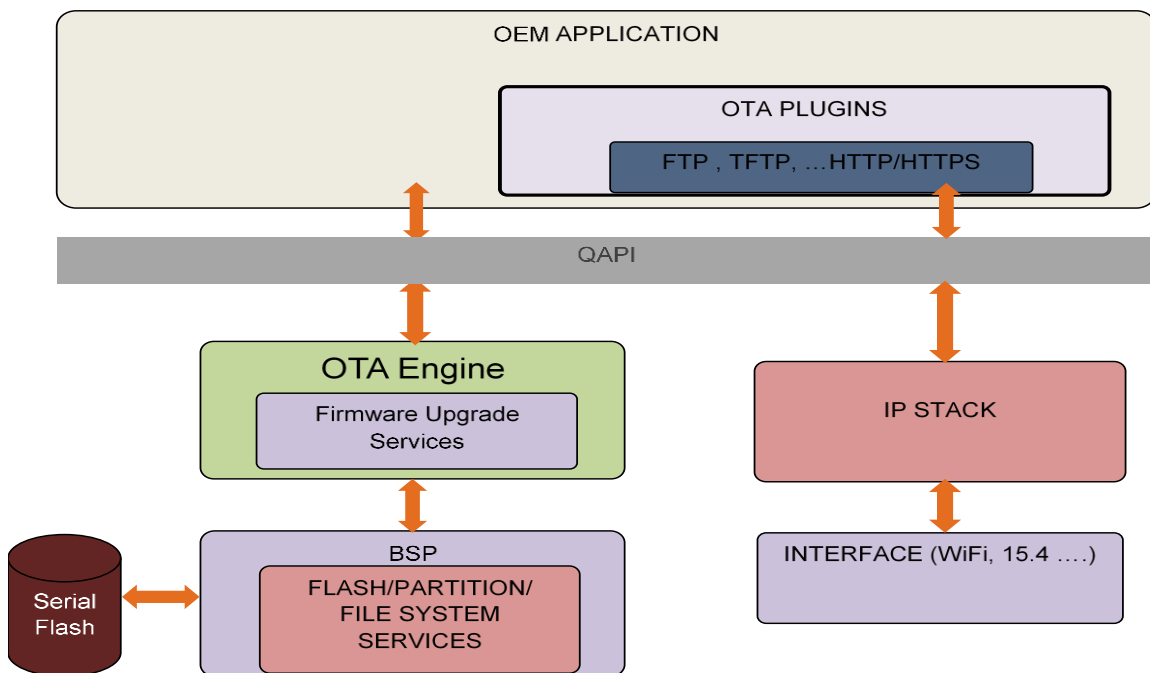 OEM APPLICATION
OTA PLUGINS
FTP , TFTP, …HTTP/HTTPS
QAPI
OTA Engine
Firmware Upgrade
Services
IP STACK
BSP
FLASH/PARTITION/
FILE SYSTEM
SERVICES
INTERFACE (WiFi, 15.4 ….)
Serial
Flash